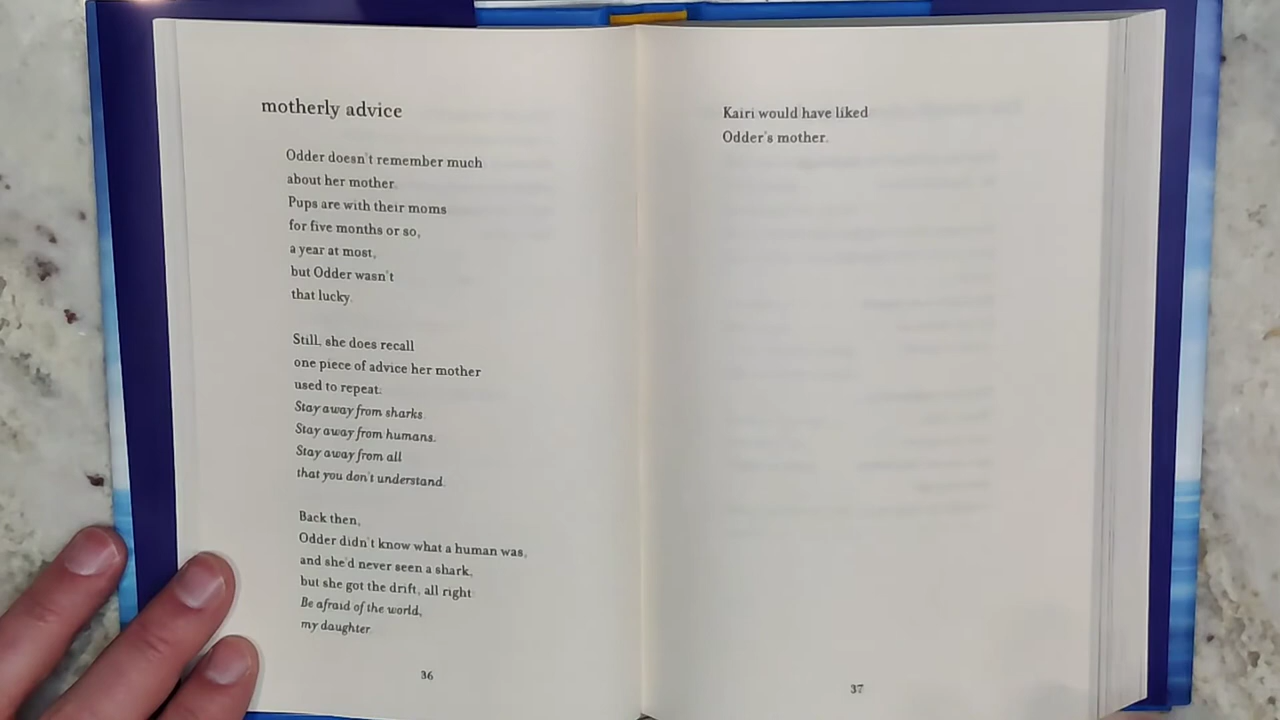 motherly advice
Odder doesn't remember much
about her mother.
Pups are with their moms
for five months or so,
a year at most,
but Odder wasn't
that lucky.
Still, she does recall
one piece of advice her mother
used to repeat:
Stay away from sharks.
Stay away from humans.
Stay away from all
that you don't understand.
Back then,
Odder didn't know what a human was,
and she'd never seen a shark,
but she got the drift, all right:
Be afraid of the world,
my daughter.
36
Kairi would have liked
Odder's mother.
37